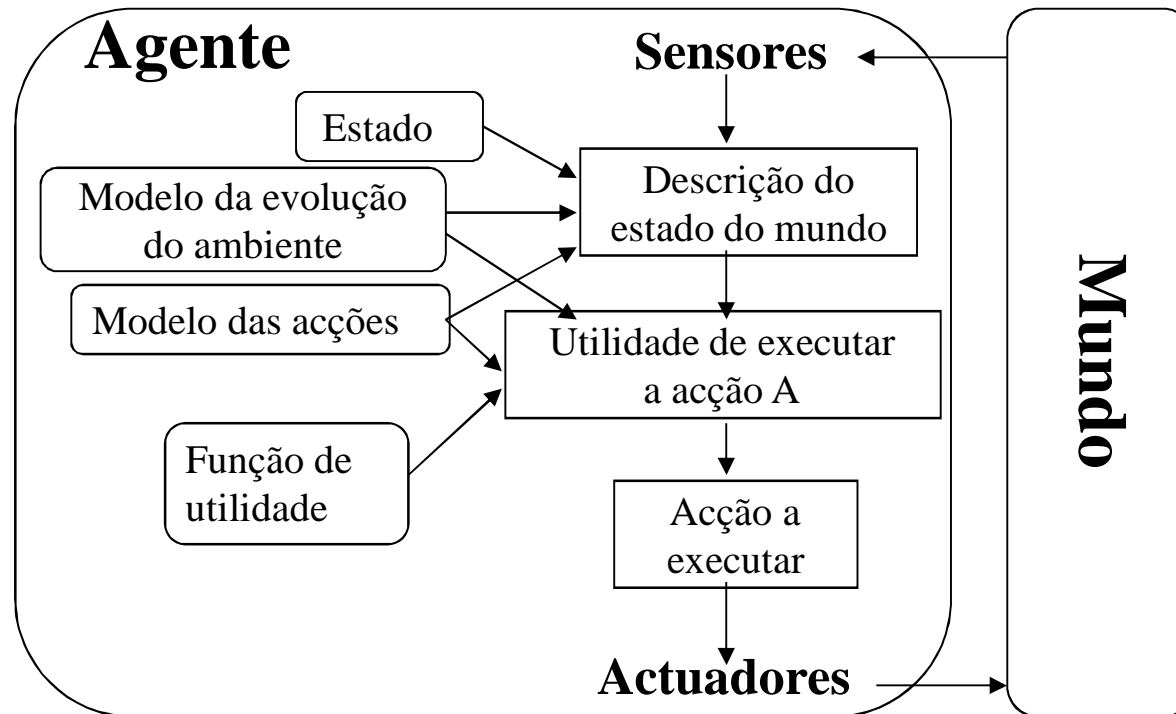 Agente
Sensores
Estado
Descrição do
estado do mundo
Modelo da evolução
do ambiente
Modelo das acções
Utilidade de executar
a acção A
Função de
utilidade
Acção a
executar
Actuadores
Mundo